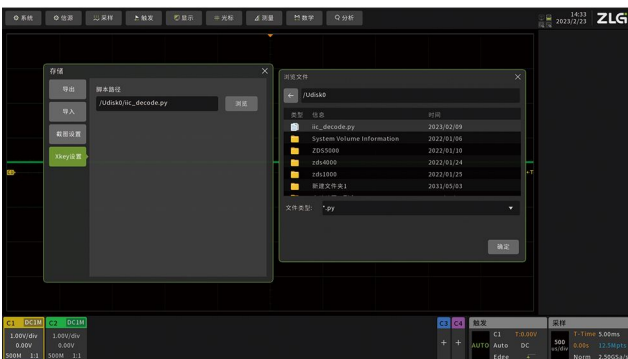 系统 信源 采样 触发 显示 光标 测量 数学 分析
14:33
2023/2/23
ZLG
存储
导出
导入
截图设置
Xkey设置
脚本路径
/Udisk0/iic_decode.py 浏览
浏览文件
/Udisk0
类型 信息 时间
iic_decode.py 2023/02/09
System Volume Information 2022/01/06
ZDS5000 2022/01/10
zds4000 2022/01/24
zds1000 2022/01/25
新建文件夹1 2031/05/03
文件类型: *.py
确定
+T
C1 DC1M C2 DC1M
1.00V/div 1.00V/div
0.00V 0.00V
500M 1:1 500M 1:1
C3 C4
+ +
触发
C1 T:0.00V
AUTO Auto DC
Edge
采样
500 us/div
T-Time 5.00ms
0.00s 12.5Mpts
Norm 2.50GSa/s